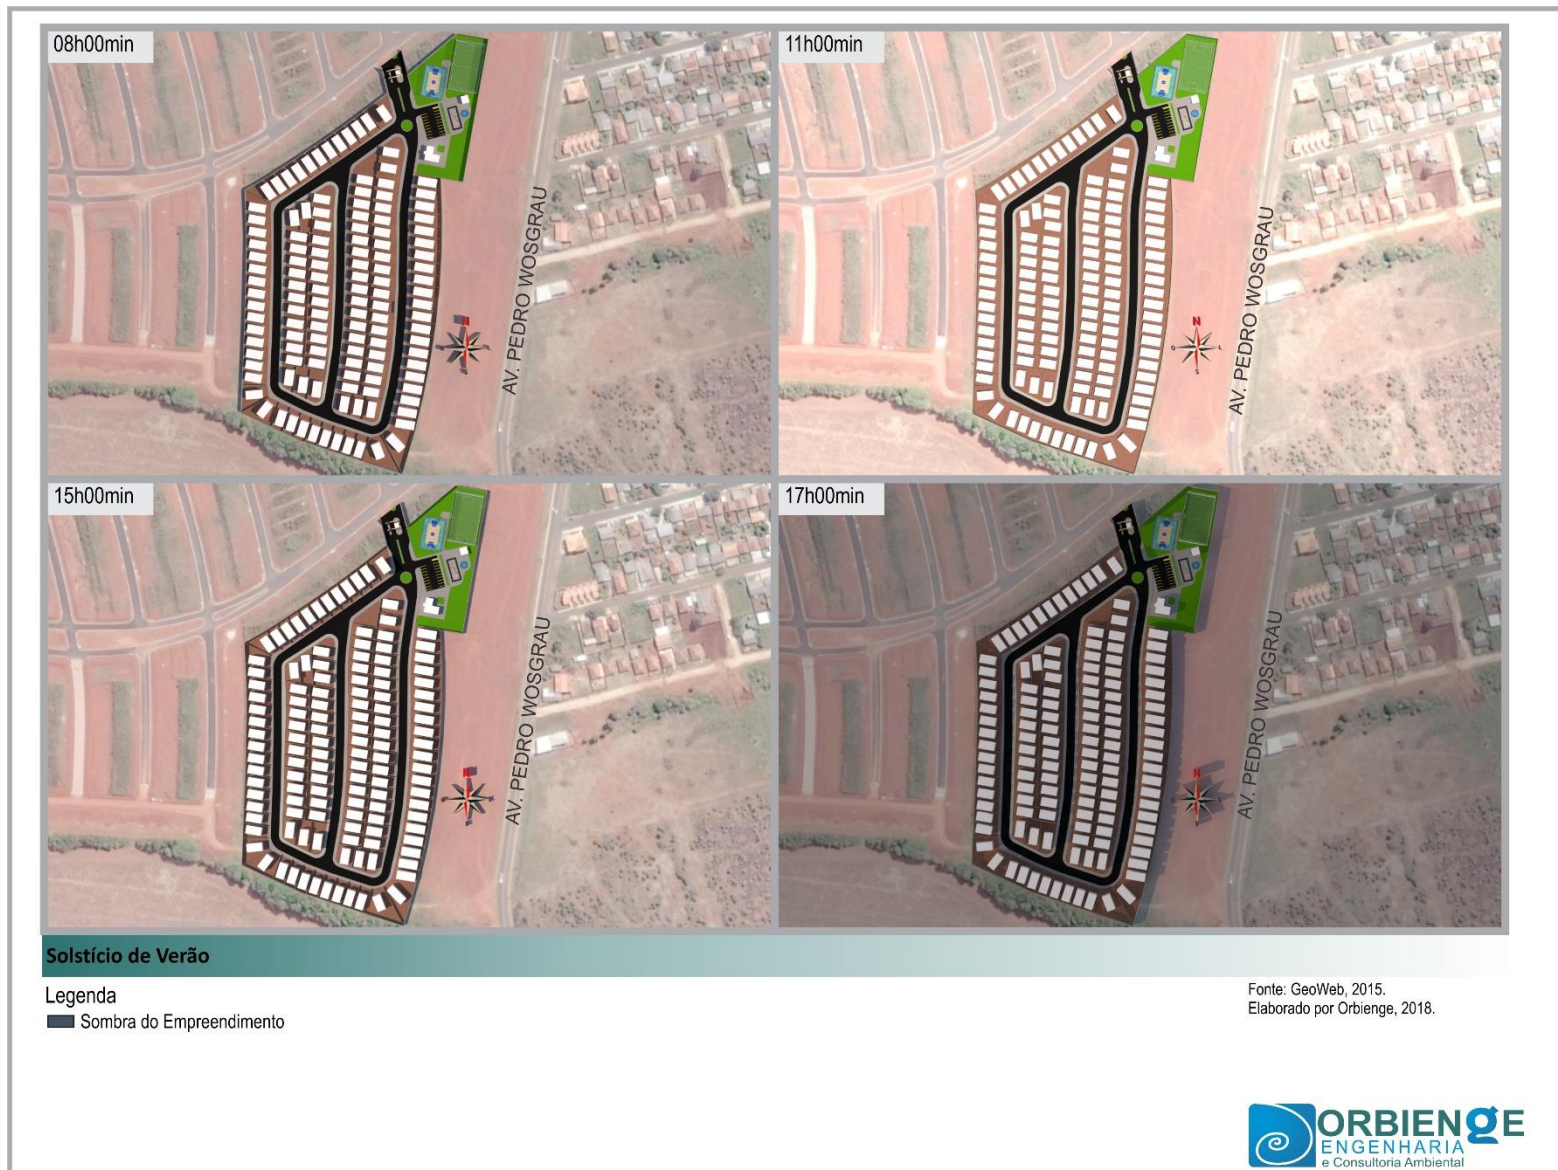 08h00min
11h00min
AV. PEDRO WOSGRAU
N
AV. PEDRO WOSGRAU
N
15h00min
17h00min
AV. PEDRO WOSGRAU
N
AV. PEDRO WOSGRAU
N
Solstício de Verão
Legenda
Sombra do Empreendimento
Fonte: GeoWeb, 2015.
Elaborado por Orbienge, 2018.
ORBIENgE
ENGENHARIA
e Consultoria Ambiental